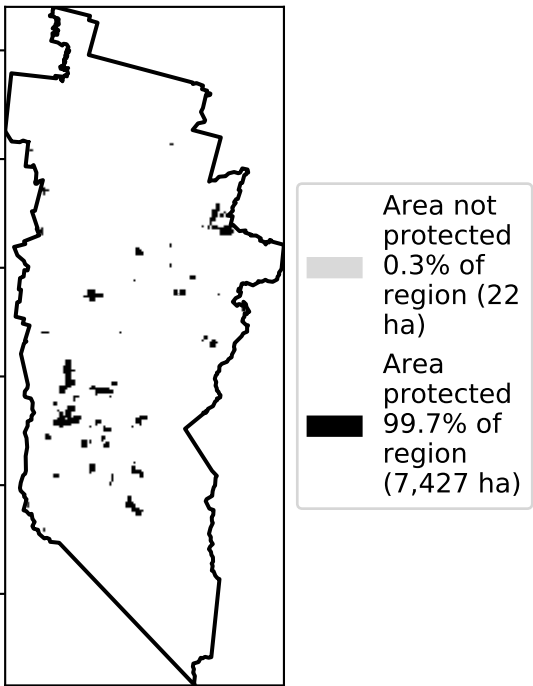 Area not
protected
0.3% of
region (22
ha)
Area
protected
99.7% of
region
(7,427 ha)